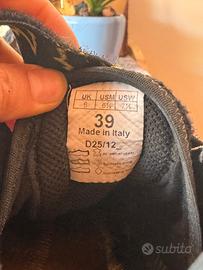 UK USM USW
6 6½ 7½
39
Made in Italy
D25/12
subito